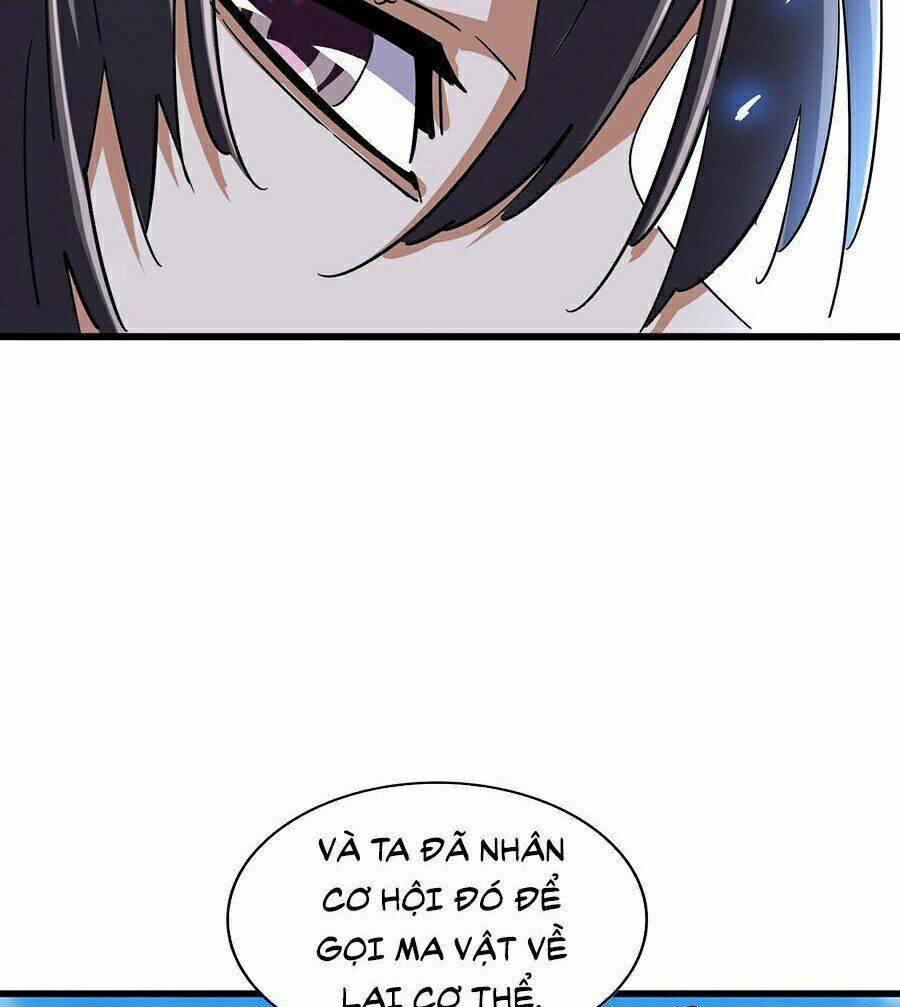 VÀ TA ĐÃ NHÂN
CƠ HỘI ĐÓ ĐỂ
GỌI MA VẬT VỀ
LẠI CƠ THỂ.